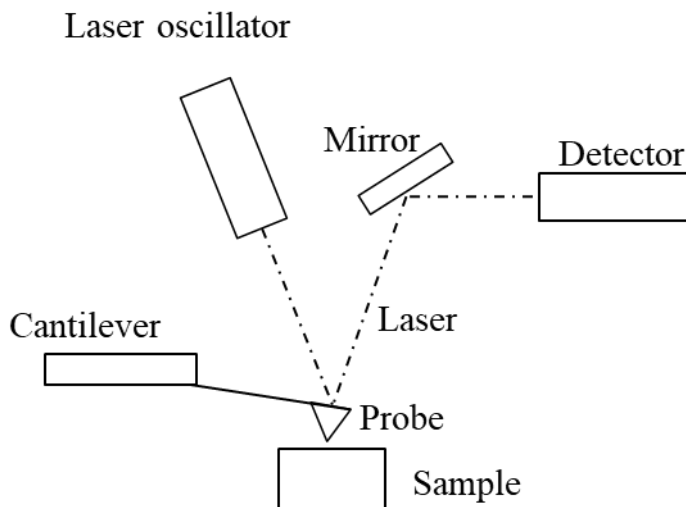 Laser oscillator
Mirror
Detector
Laser
Cantilever
Probe
Sample